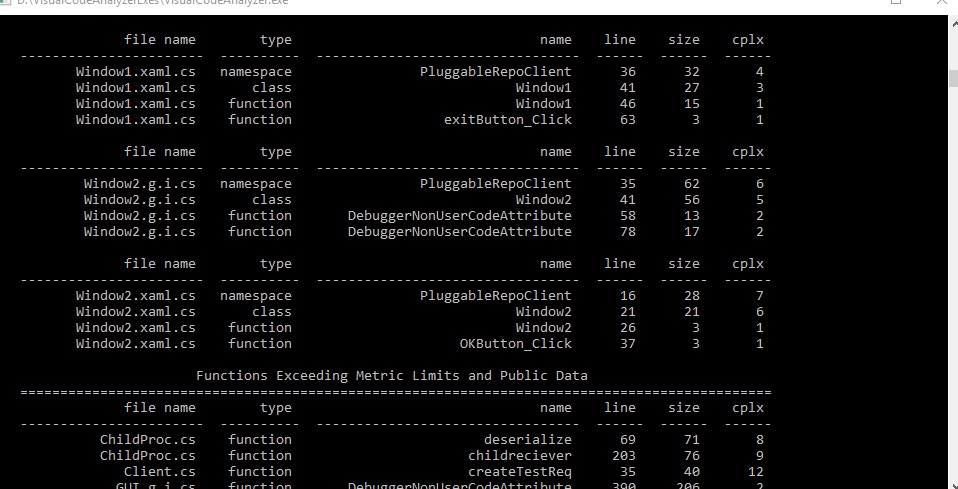 D:\VisualCodeAnalyzerExes\VisualCodeAnalyzer.exe
file name type name line size cplx
----------------------- --------- -------------------------------- ----- ------ ------
Window1.xaml.cs namespace PluggableRepoClient 36 32 4
Window1.xaml.cs class Window1 41 27 3
Window1.xaml.cs function Window1 46 15 1
Window1.xaml.cs function exitButton_Click 63 3 1
file name type name line size cplx
----------------------- --------- -------------------------------- ----- ------ ------
Window2.g.i.cs namespace PluggableRepoClient 35 62 6
Window2.g.i.cs class Window2 41 56 5
Window2.g.i.cs function DebuggerNonUserCodeAttribute 58 13 2
Window2.g.i.cs function DebuggerNonUserCodeAttribute 78 17 2
file name type name line size cplx
----------------------- --------- -------------------------------- ----- ------ ------
Window2.xaml.cs namespace PluggableRepoClient 16 28 7
Window2.xaml.cs class Window2 21 21 6
Window2.xaml.cs function Window2 26 3 1
Window2.xaml.cs function OKButton_Click 37 3 1
Functions Exceeding Metric Limits and Public Data
==============================================================================================
file name type name line size cplx
----------------------- --------- -------------------------------- ----- ------ ------
ChildProc.cs function deserialize 69 71 8
ChildProc.cs function childreciever 203 76 9
Client.cs function createTestReq 35 40 12
GUI.g.i.cs function DebuggerNonUserCodeAttribute 390 206 2